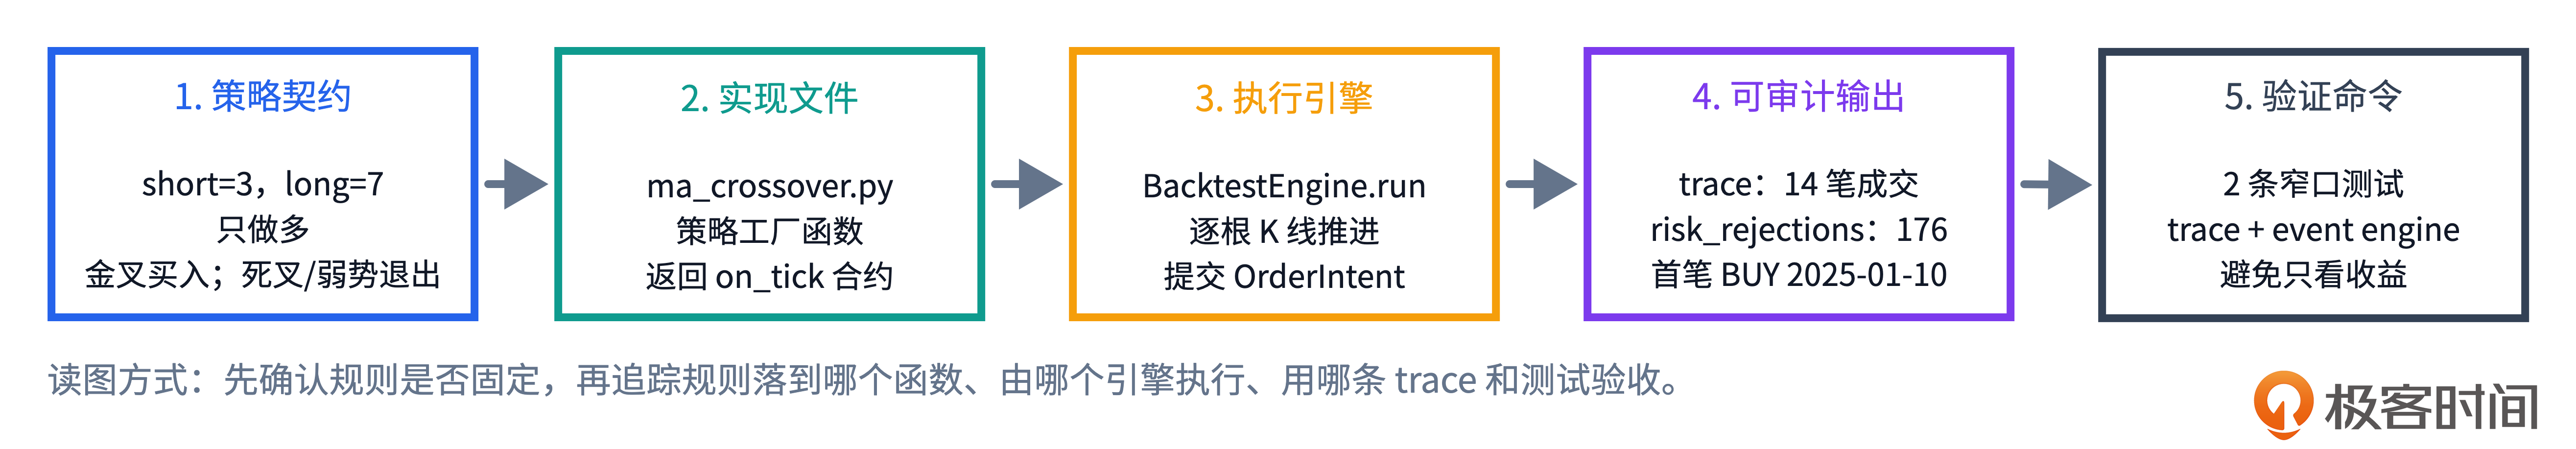 1. 策略契约
short=3，long=7
只做多
金叉买入；死叉/弱势退出
2. 实现文件
ma_crossover.py
策略工厂函数
返回 on_tick 合约
3. 执行引擎
BacktestEngine.run
逐根 K 线推进
提交 OrderIntent
4. 可审计输出
trace：14 笔成交
risk_rejections：176
首笔 BUY 2025-01-10
5. 验证命令
2 条窄口测试
trace + event engine
避免只看收益
读图方式：先确认规则是否固定，再追踪规则落到哪个函数、由哪个引擎执行、用哪条 trace 和测试验收。
极客时间